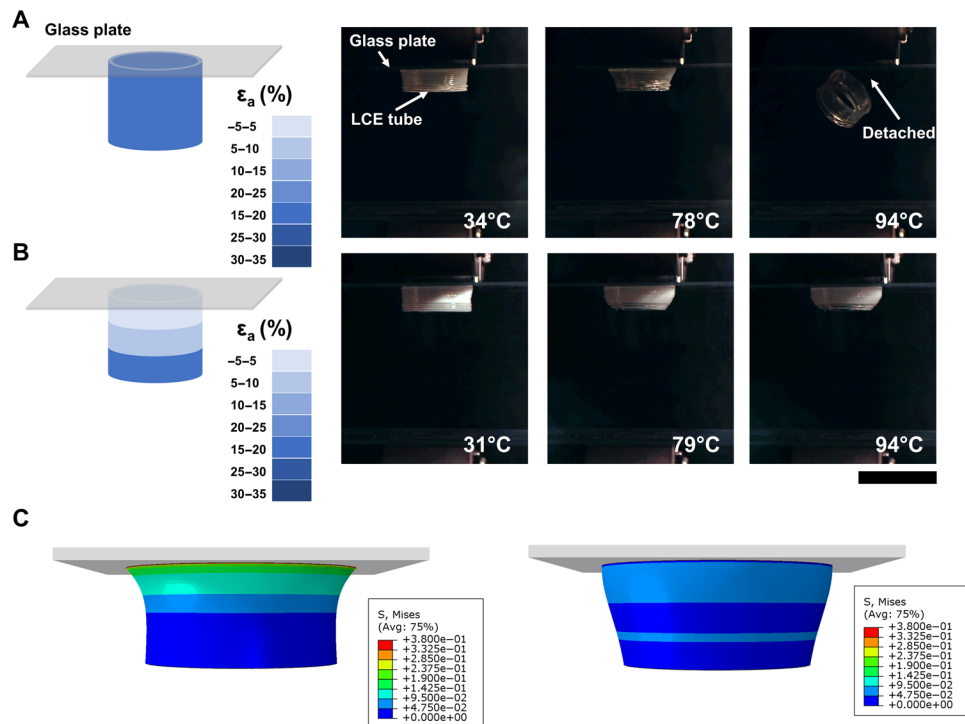 A
Glass plate
εa (%)
–5–5
5–10
10–15
20–25
15–20
25–30
30–35
Glass plate
LCE tube
34°C
78°C
Detached
94°C
B
εa (%)
–5–5
5–10
10–15
20–25
15–20
25–30
30–35
31°C
79°C
94°C
C
S, Mises
(Avg: 75%)
+3.800e−01
+3.325e−01
+2.850e−01
+2.375e−01
+1.900e−01
+1.425e−01
+9.500e−02
+4.750e−02
+0.000e+00
S, Mises
(Avg: 75%)
+3.800e−01
+3.325e−01
+2.850e−01
+2.375e−01
+1.900e−01
+1.425e−01
+9.500e−02
+4.750e−02
+0.000e+00